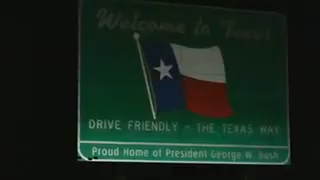 Welcome to Texas
DRIVE FRIENDLY - THE TEXAS WAY
Proud Home of President George W. Bush